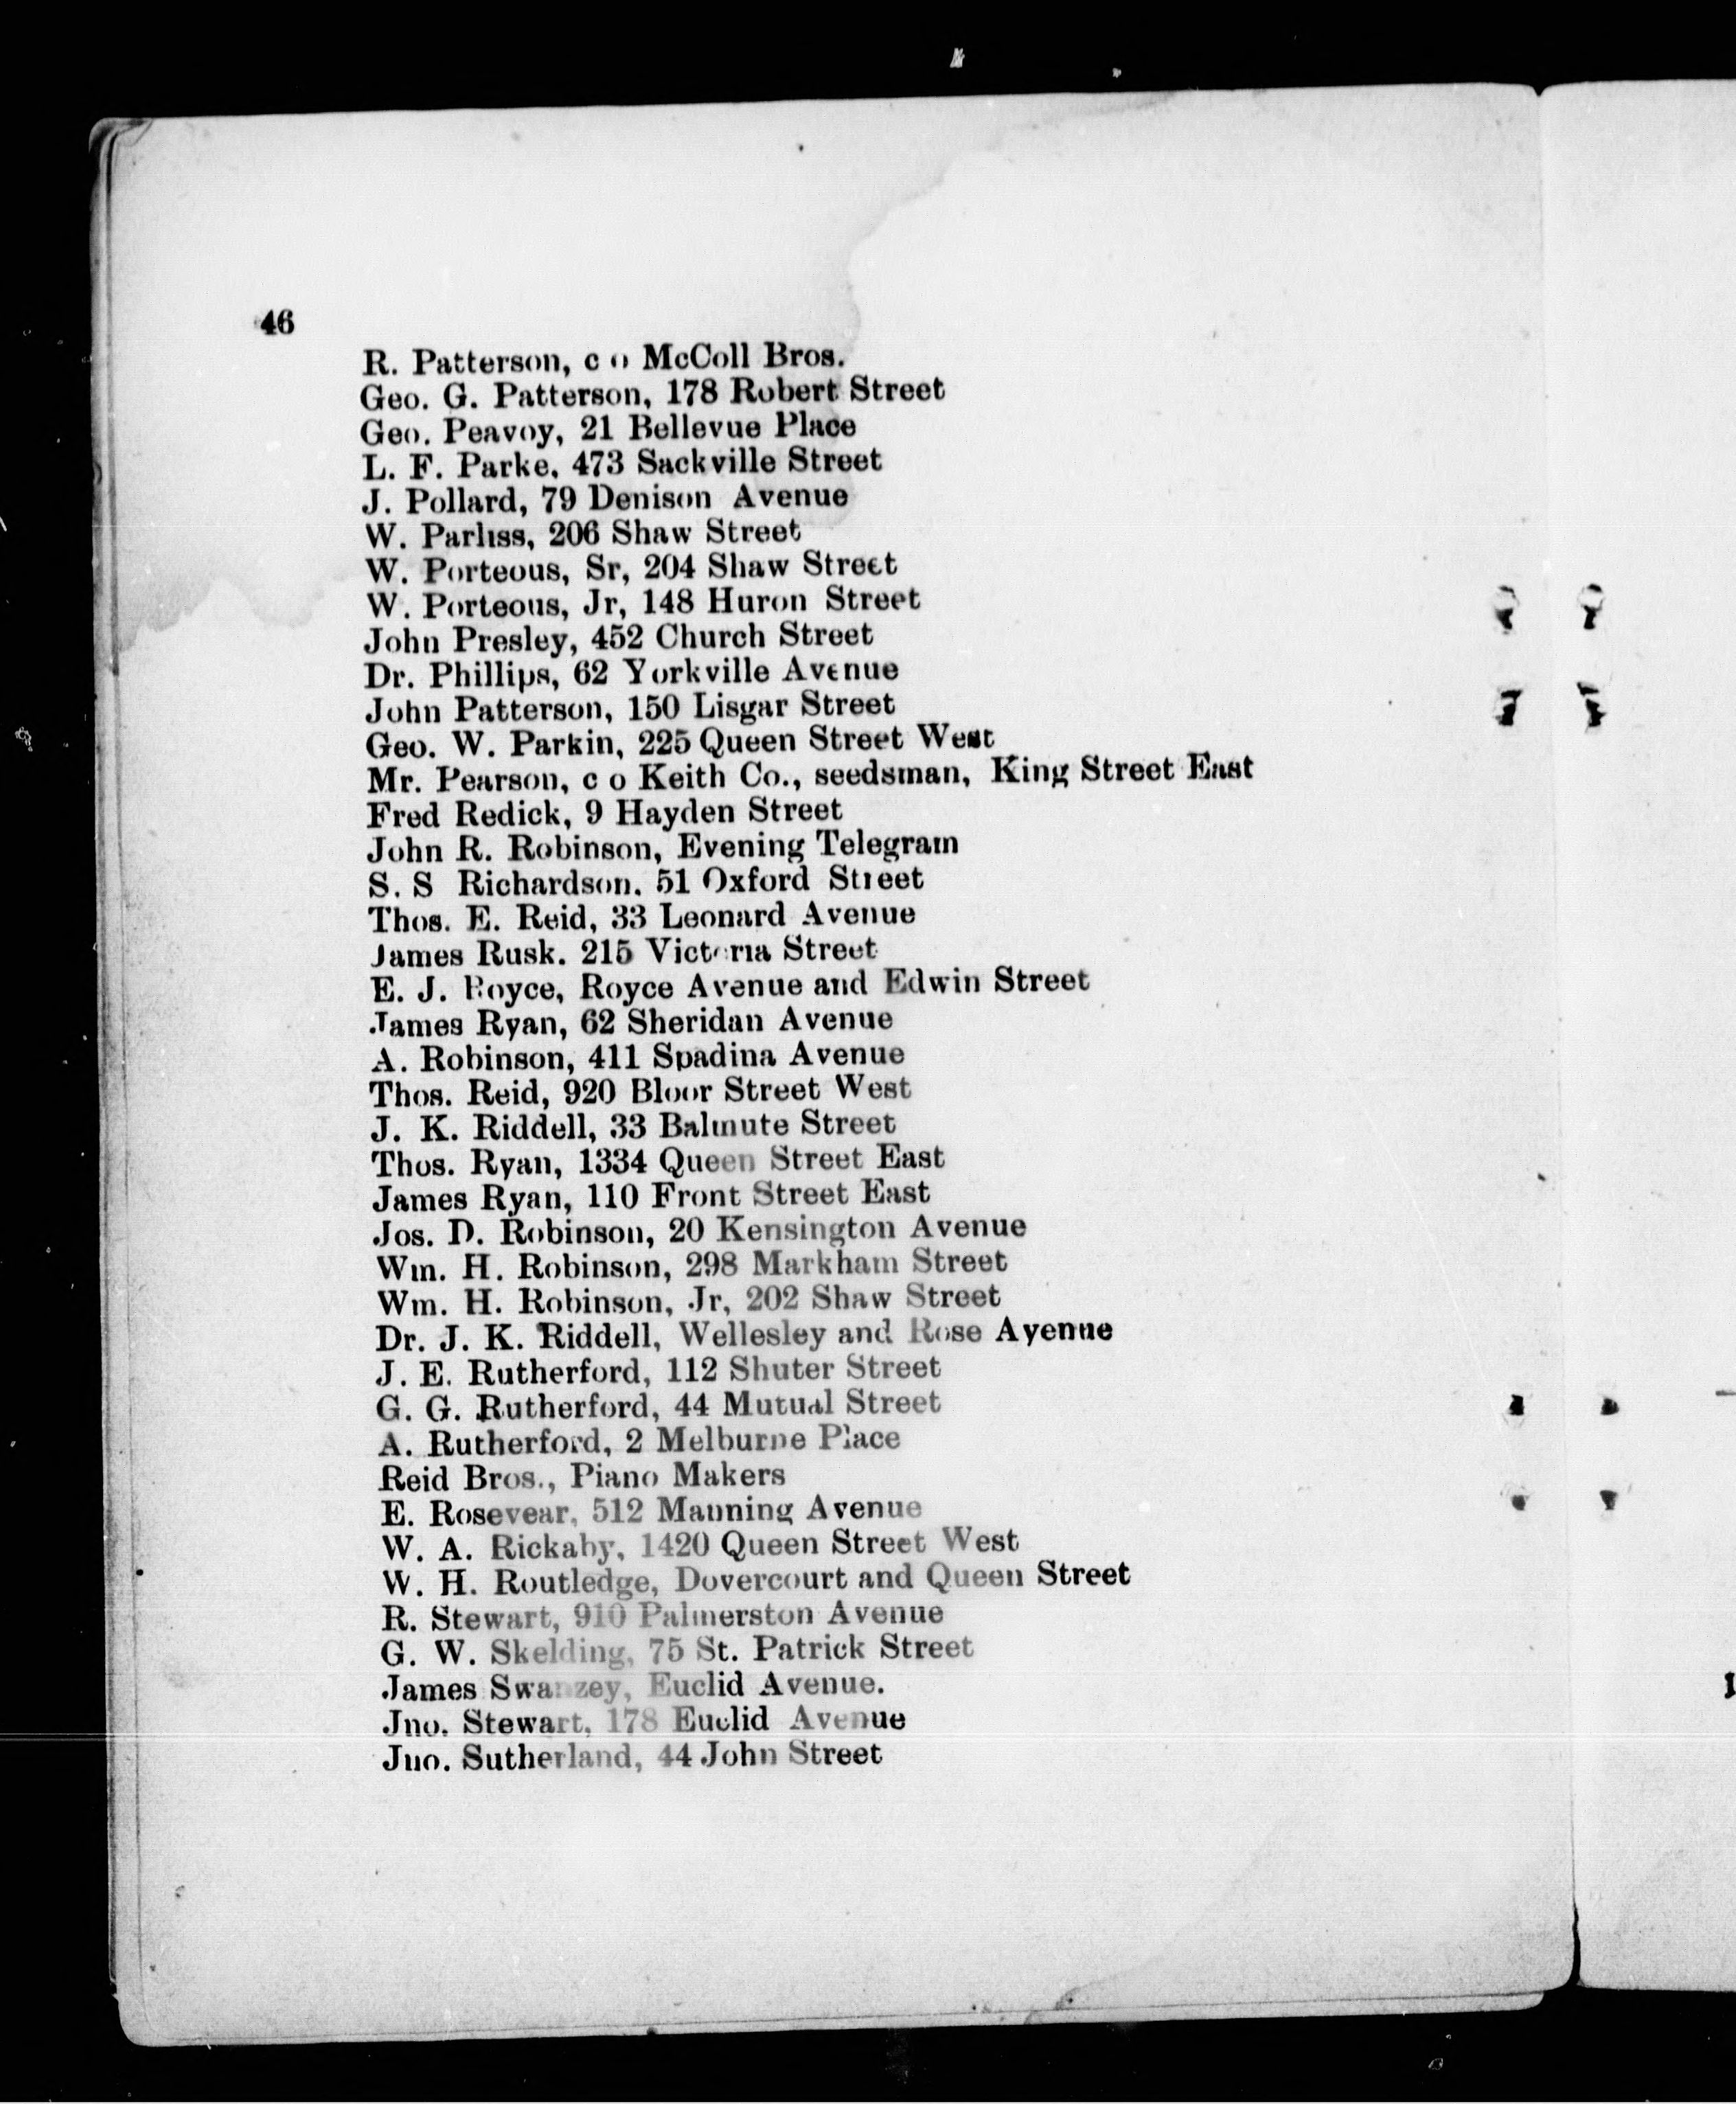 46
R. Patterson, c o McColl Bros.
Geo. G. Patterson, 178 Robert Street
Geo. Peavoy, 21 Bellevue Place
L. F. Parke, 473 Sackville Street
J. Pollard, 79 Denison Avenue
W. Parliss, 206 Shaw Street
W. Porteous, Sr, 204 Shaw Street
W. Porteous, Jr, 148 Huron Street
John Presley, 452 Church Street
Dr. Phillips, 62 Yorkville Avenue
John Patterson, 150 Lisgar Street
Geo. W. Parkin, 225 Queen Street West
Mr. Pearson, c o Keith Co., seedsman, King Street East
Fred Redick, 9 Hayden Street
John R. Robinson, Evening Telegram
S. S Richardson. 51 Oxford Street
Thos. E. Reid, 33 Leonard Avenue
James Rusk. 215 Victoria Street
E. J. Royce, Royce Avenue and Edwin Street
James Ryan, 62 Sheridan Avenue
A. Robinson, 411 Spadina Avenue
Thos. Reid, 920 Bloor Street West
J. K. Riddell, 33 Balmute Street
Thos. Ryan, 1334 Queen Street East
James Ryan, 110 Front Street East
Jos. D. Robinson, 20 Kensington Avenue
Wm. H. Robinson, 298 Markham Street
Wm. H. Robinson, Jr, 202 Shaw Street
Dr. J. K. Riddell, Wellesley and Rose Ayenue
J. E. Rutherford, 112 Shuter Street
G. G. Rutherford, 44 Mutual Street
A. Rutherford, 2 Melburne Place
Reid Bros., Piano Makers
E. Rosevear, 512 Manning Avenue
W. A. Rickaby, 1420 Queen Street West
W. H. Routledge, Dovercourt and Queen Street
R. Stewart, 910 Palmerston Avenue
G. W. Skelding, 75 St. Patrick Street
James Swanzey, Euclid Avenue.
Jno. Stewart, 178 Euclid Avenue
Jno. Sutherland, 44 John Street